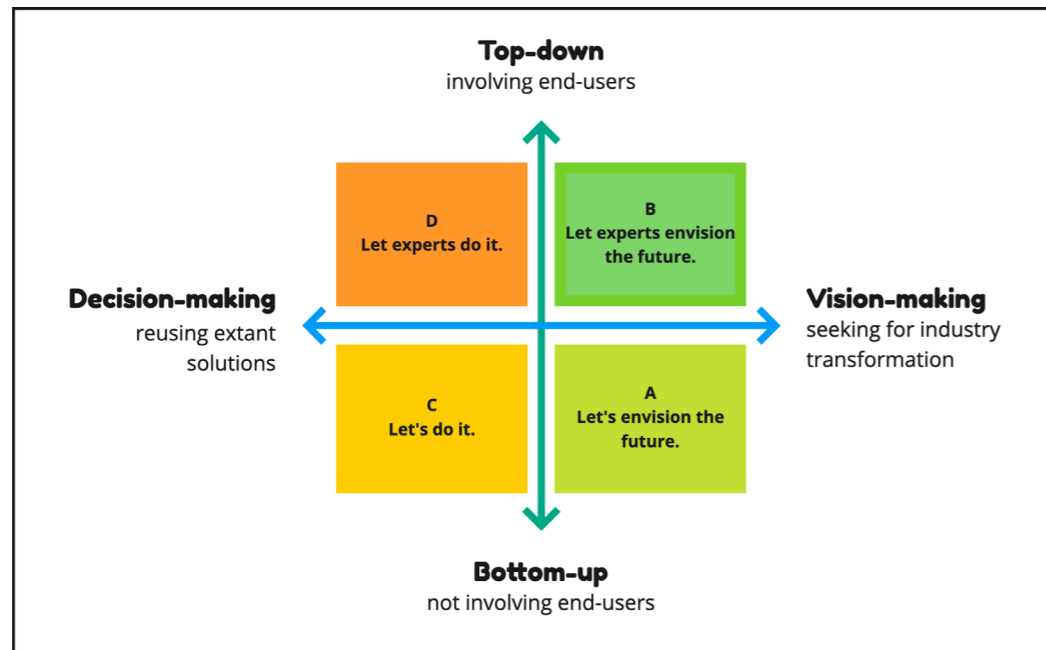 Top-down
involving end-users
D
Let experts do it.
B
Let experts envision
the future.
Decision-making
reusing extant
solutions
Vision-making
seeking for industry
transformation
C
Let's do it.
A
Let's envision the
future.
Bottom-up
not involving end-users